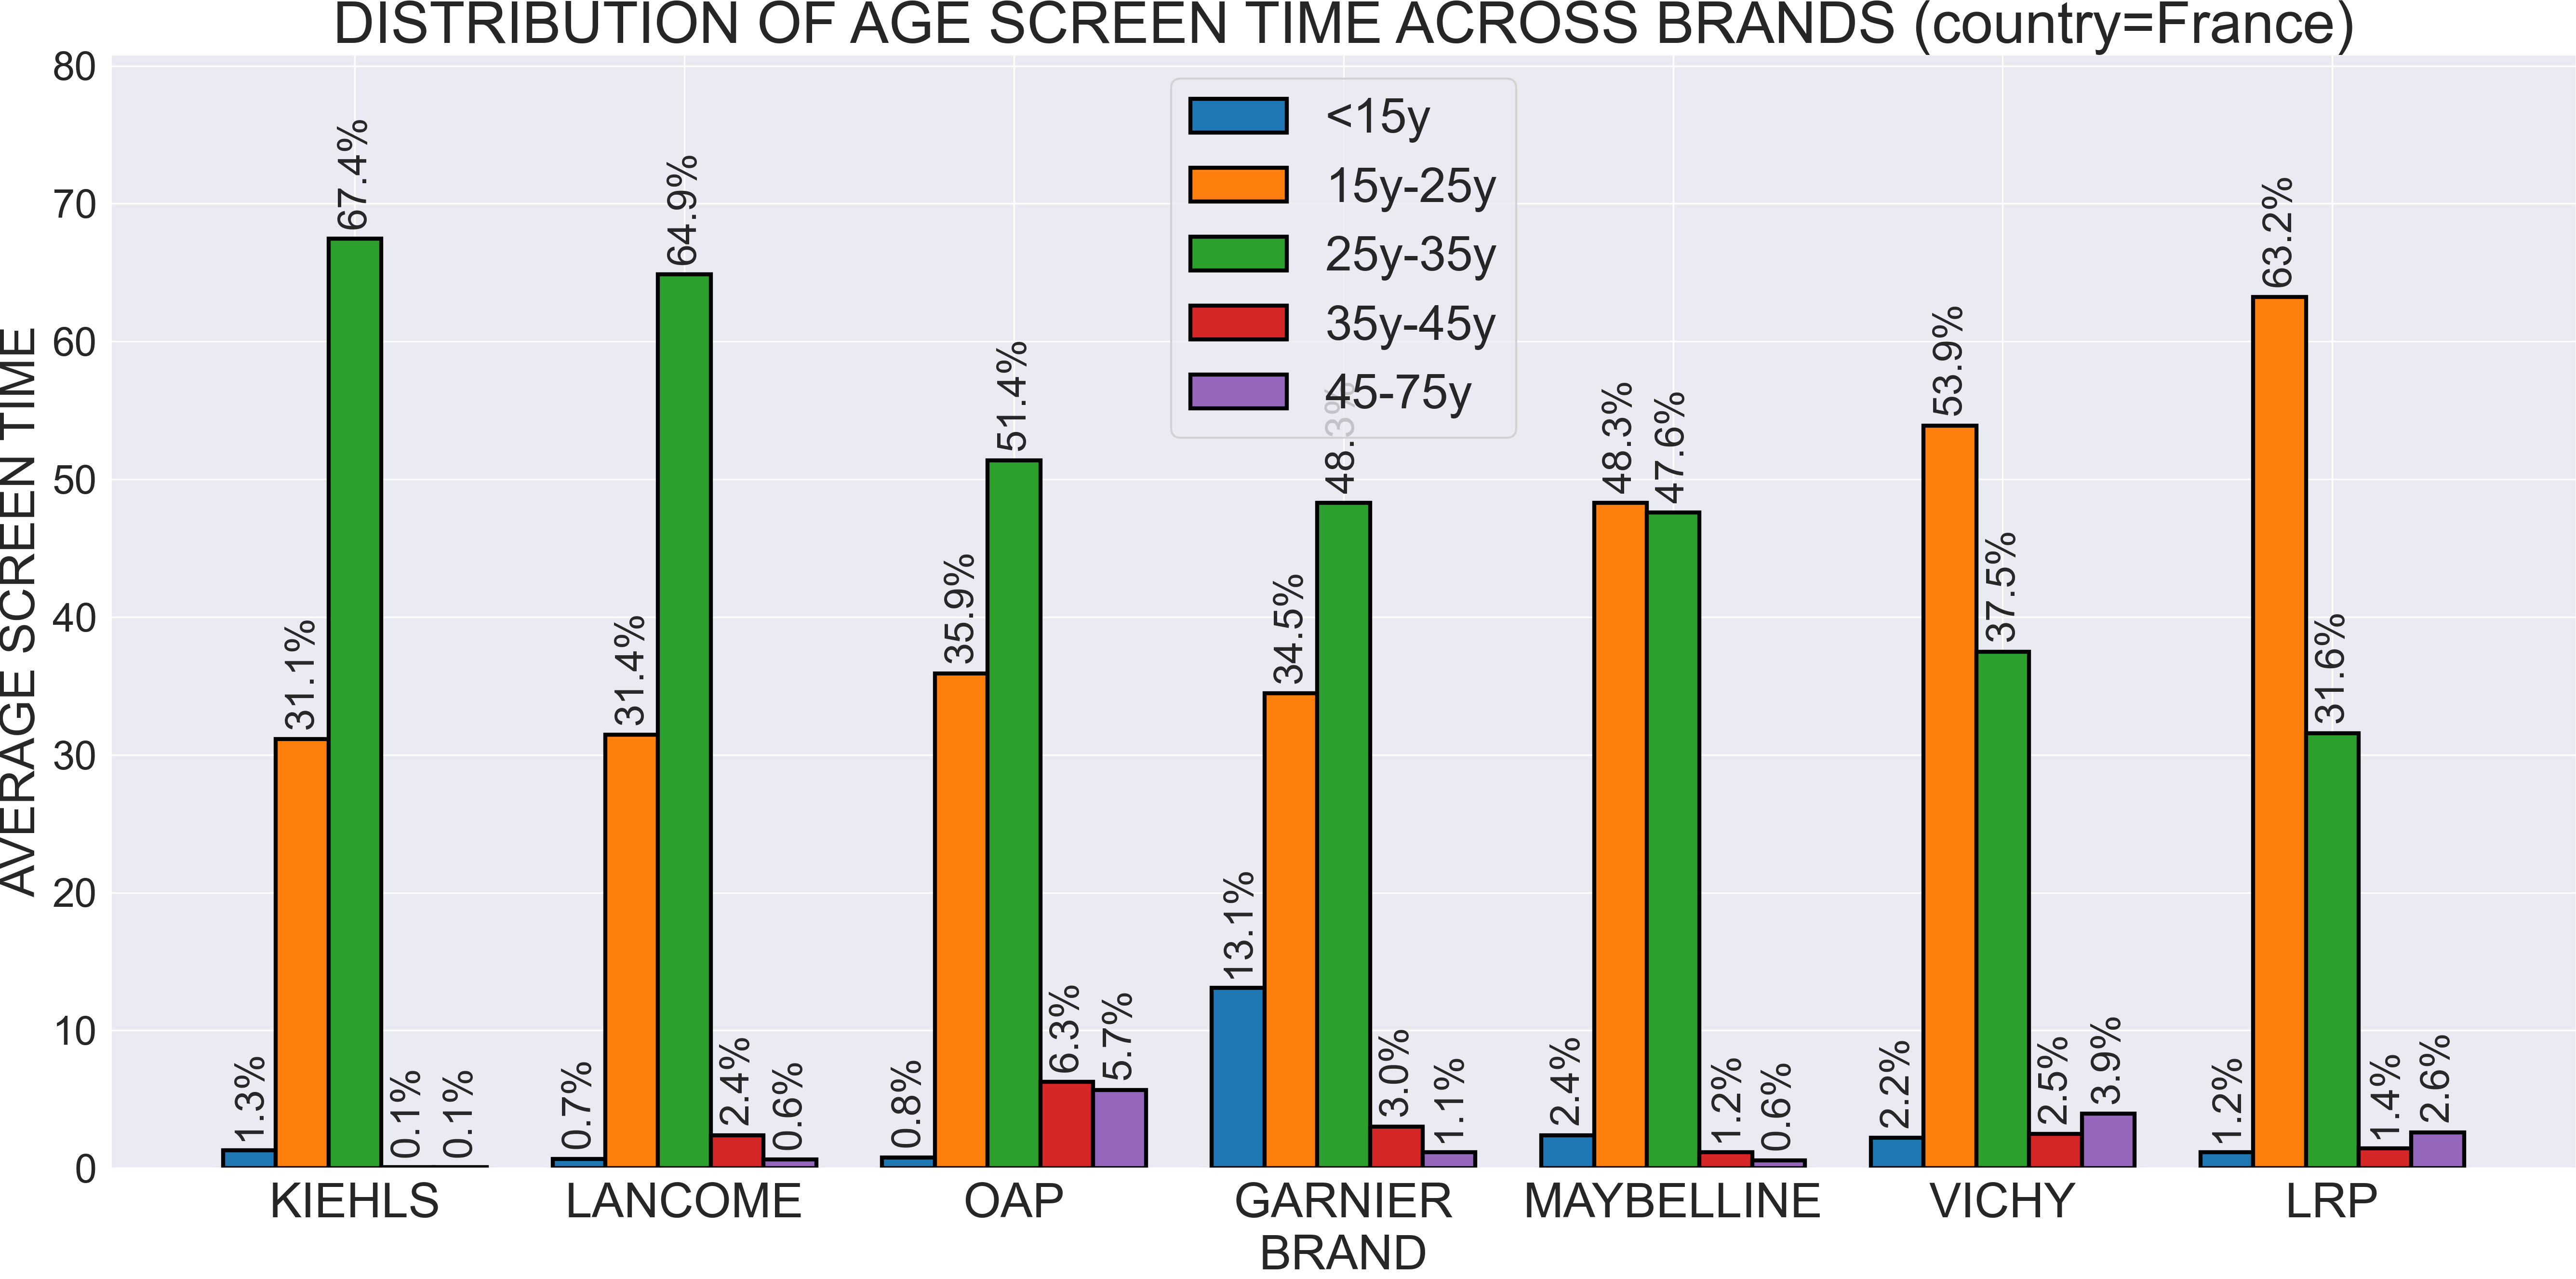 DISTRIBUTION OF AGE SCREEN TIME ACROSS BRANDS (country=France)
AVERAGE SCREEN TIME
80
70
60
50
40
30
20
10
0
<15y
15y-25y
25y-35y
35y-45y
45-75y
1.3%
31.1%
67.4%
0.1%
0.1%
0.7%
31.4%
64.9%
2.4%
0.6%
0.8%
35.9%
51.4%
6.3%
5.7%
13.1%
34.5%
48.3%
3.0%
1.1%
2.4%
48.3%
47.6%
1.2%
0.6%
2.2%
53.9%
37.5%
2.5%
3.9%
1.2%
63.2%
31.6%
1.4%
2.6%
KIEHLS
LANCOME
OAP
GARNIER
MAYBELLINE
VICHY
LRP
BRAND